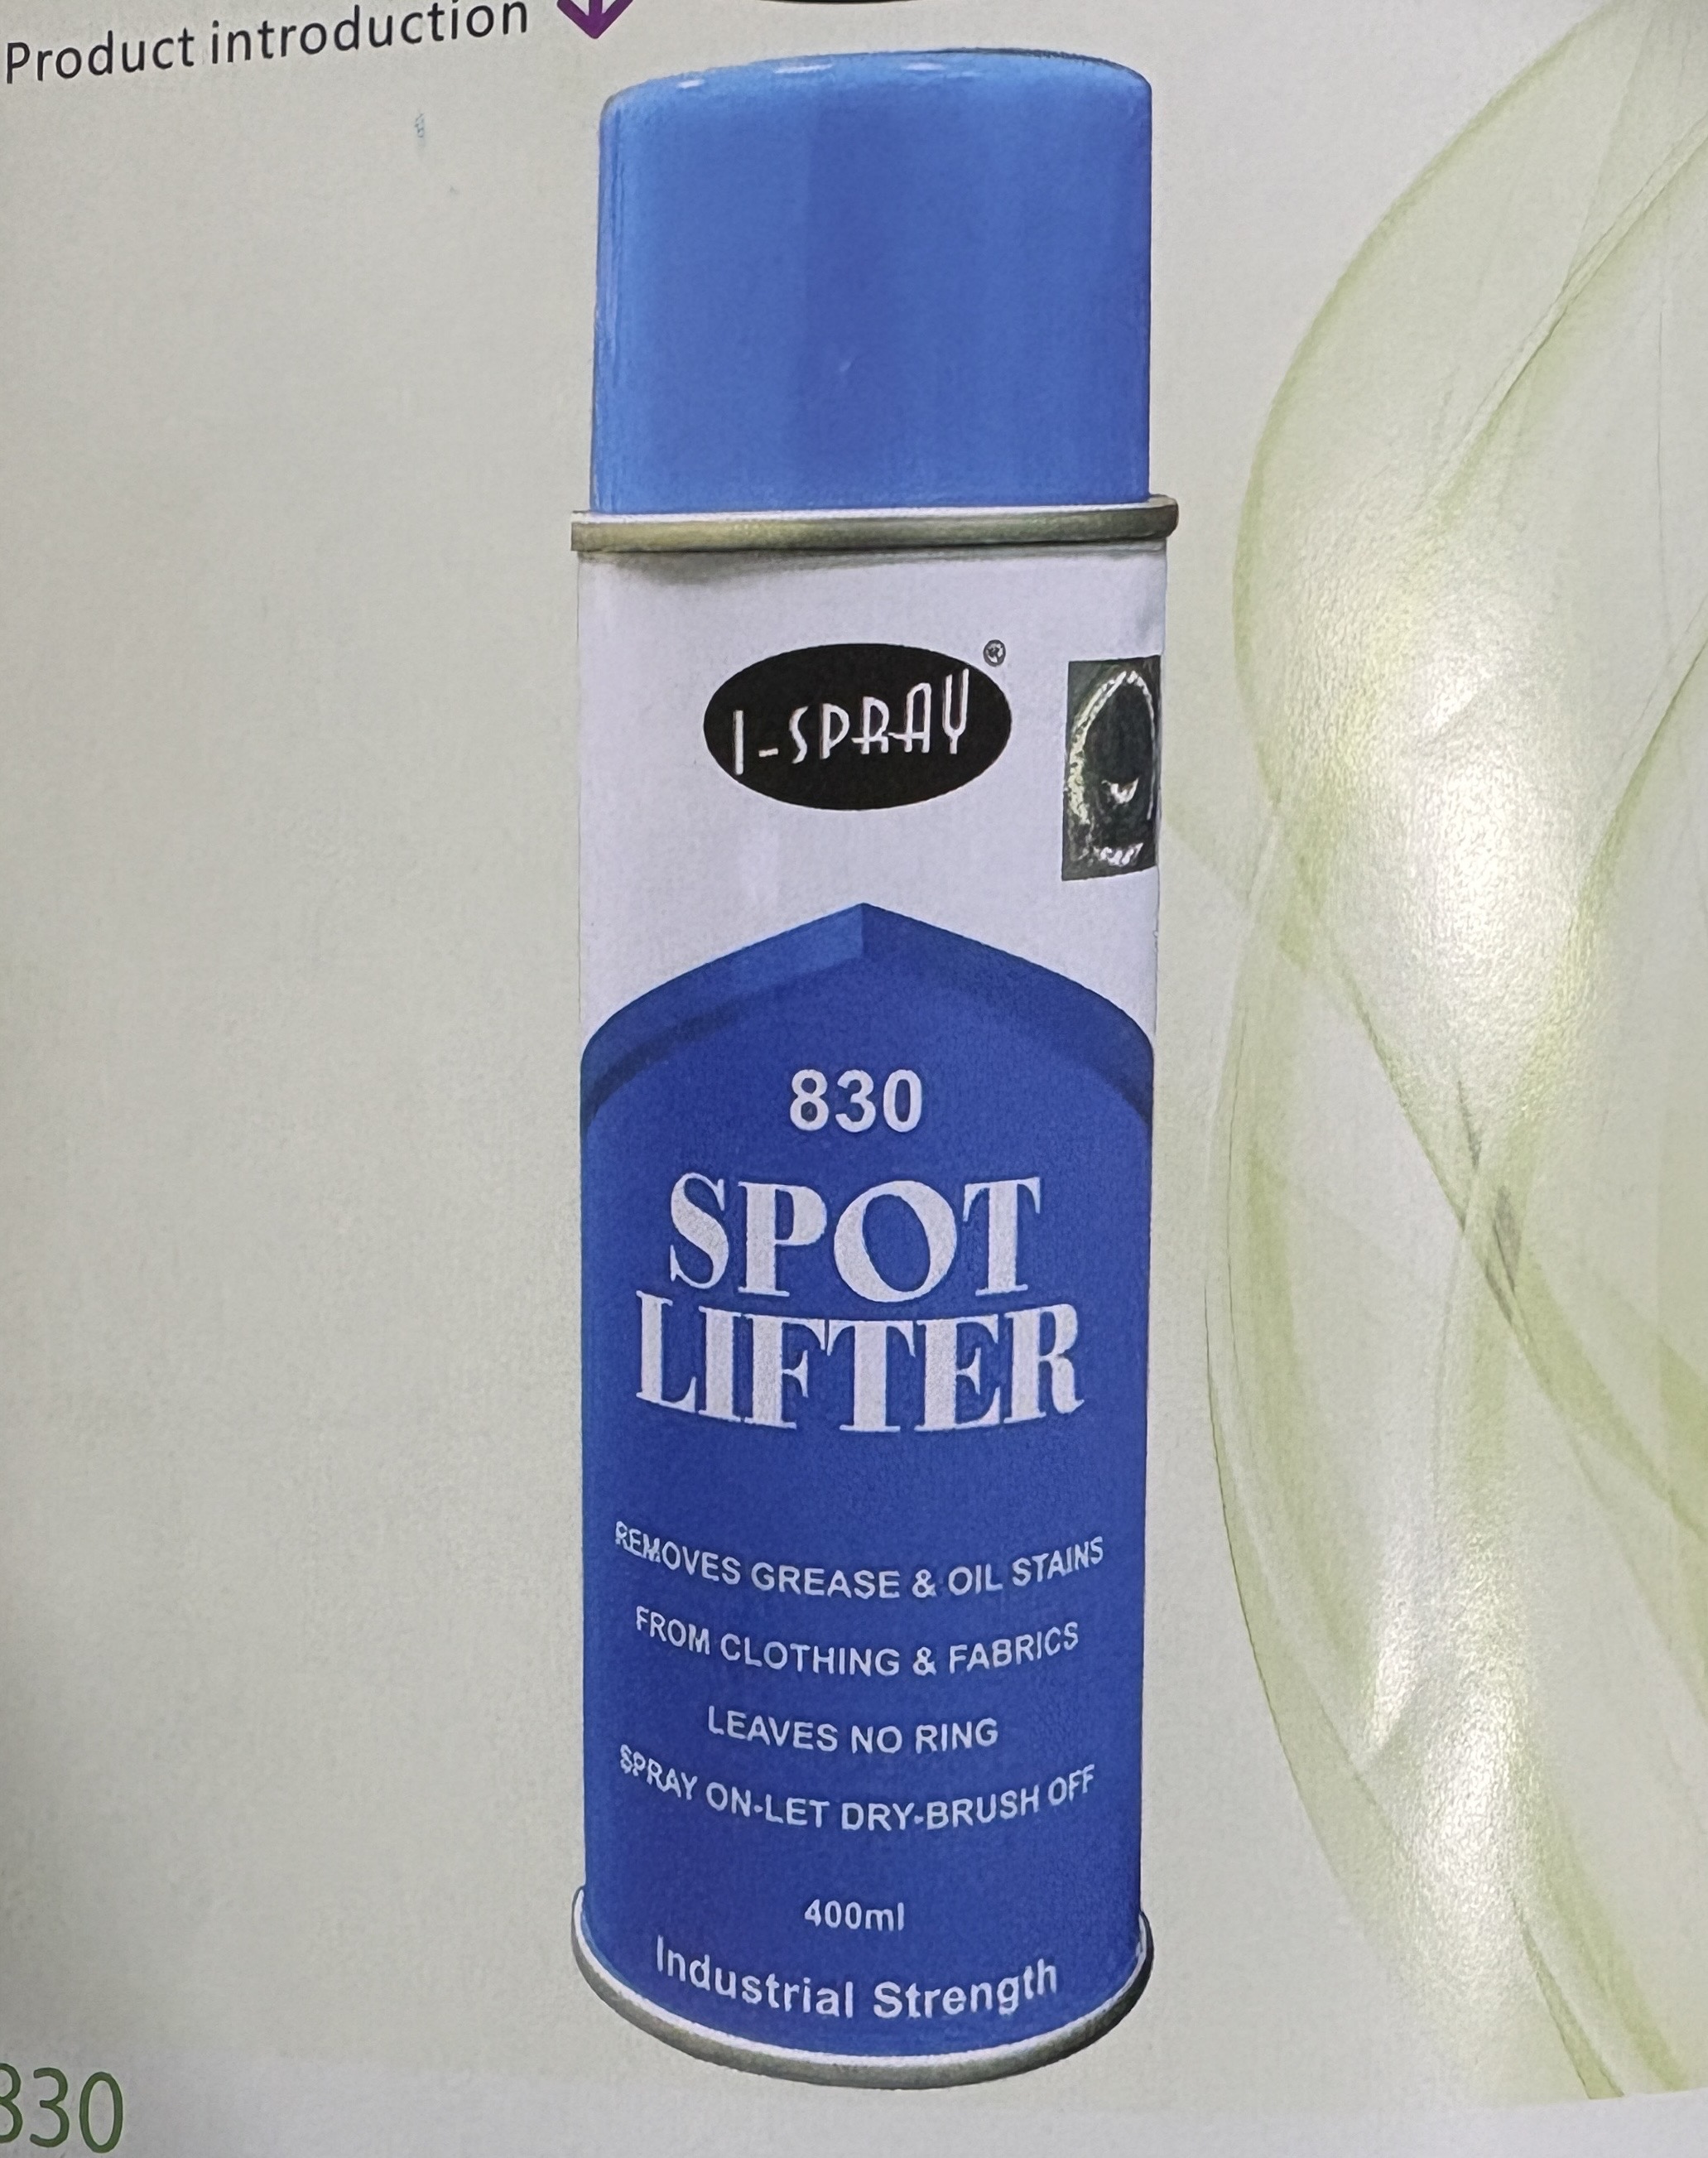 Product introduction
I-SPRAY
®
830
SPOT
LIFTER
REMOVES GREASE & OIL STAINS
FROM CLOTHING & FABRICS
LEAVES NO RING
SPRAY ON-LET DRY-BRUSH OFF
400ml
Industrial Strength
830